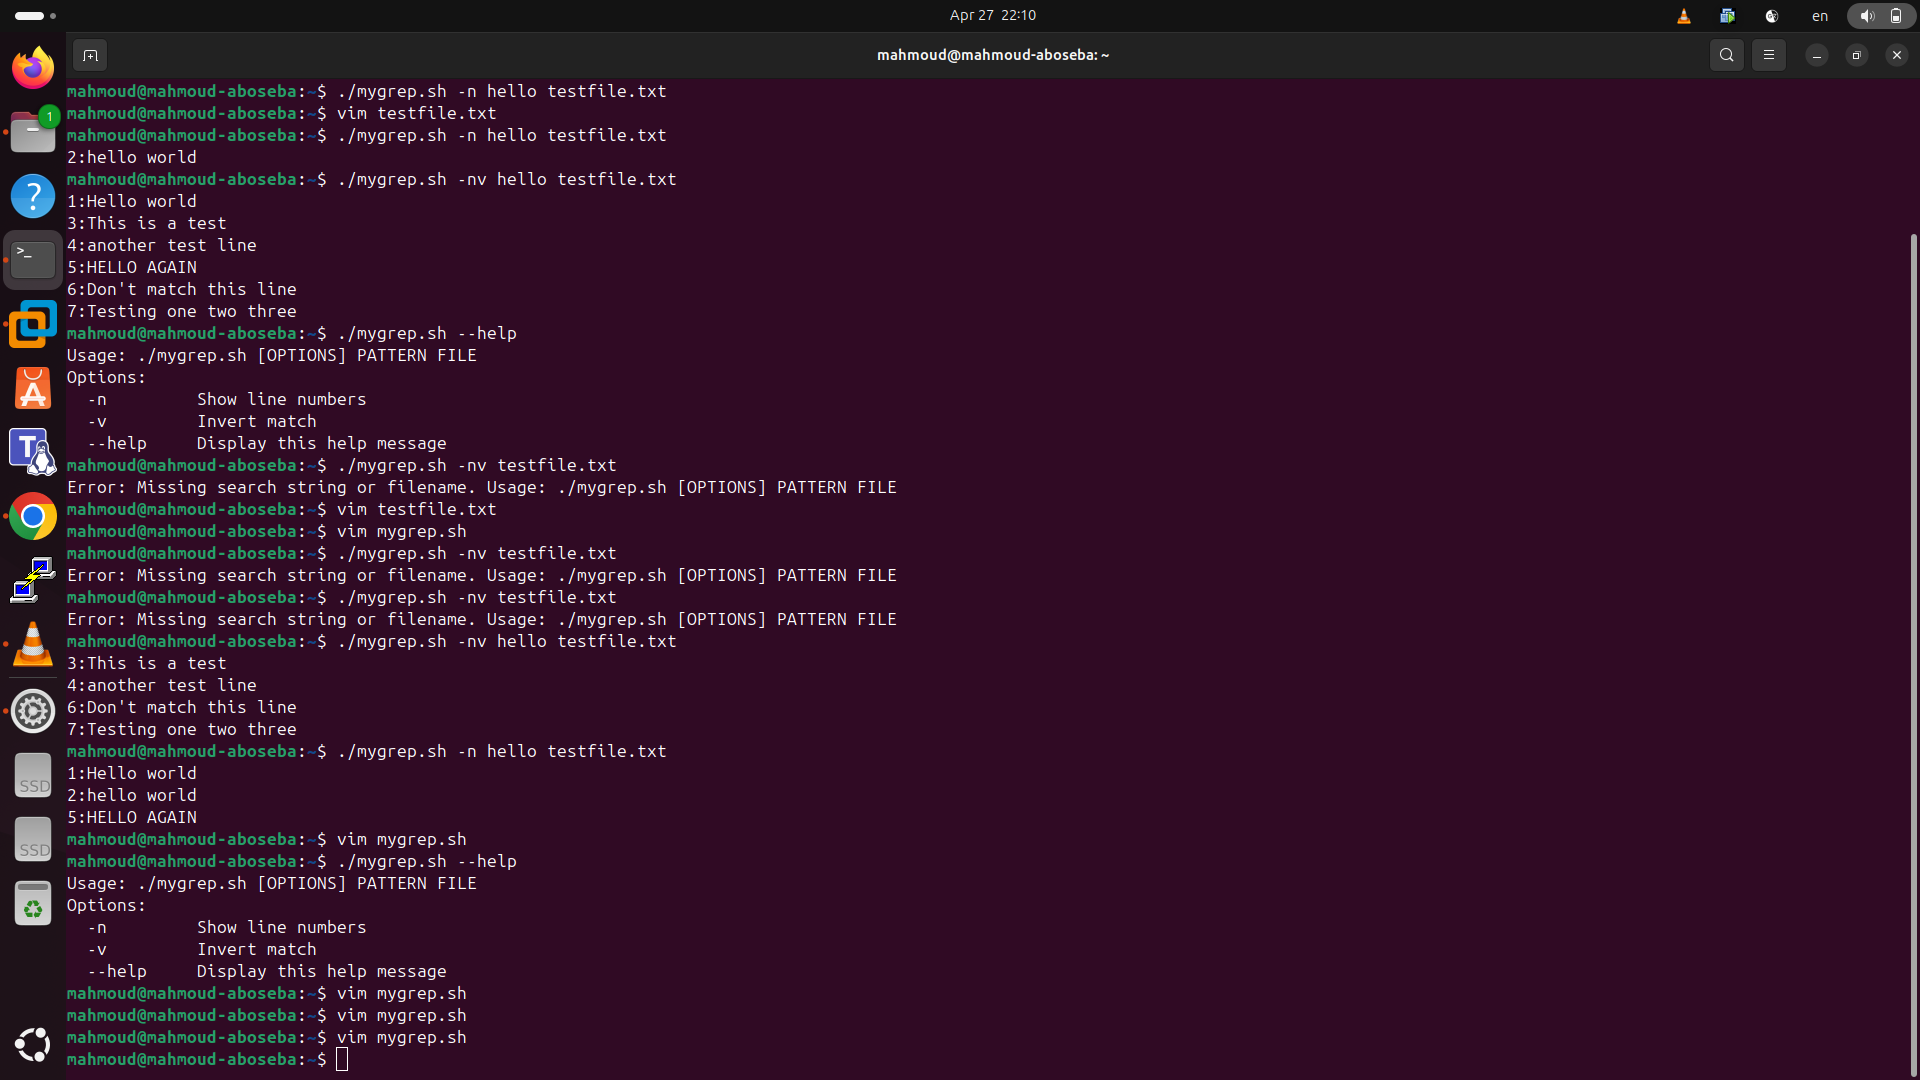 Apr 27 22:10
en
mahmoud@mahmoud-aboseba: ~
1
mahmoud@mahmoud-aboseba:~$ ./mygrep.sh -n hello testfile.txt
mahmoud@mahmoud-aboseba:~$ vim testfile.txt
mahmoud@mahmoud-aboseba:~$ ./mygrep.sh -n hello testfile.txt
2:hello world
mahmoud@mahmoud-aboseba:~$ ./mygrep.sh -nv hello testfile.txt
1:Hello world
3:This is a test
4:another test line
5:HELLO AGAIN
6:Don't match this line
7:Testing one two three
mahmoud@mahmoud-aboseba:~$ ./mygrep.sh --help
Usage: ./mygrep.sh [OPTIONS] PATTERN FILE
Options:
  -n         Show line numbers
  -v         Invert match
  --help     Display this help message
mahmoud@mahmoud-aboseba:~$ ./mygrep.sh -nv testfile.txt
Error: Missing search string or filename. Usage: ./mygrep.sh [OPTIONS] PATTERN FILE
mahmoud@mahmoud-aboseba:~$ vim testfile.txt
mahmoud@mahmoud-aboseba:~$ vim mygrep.sh
mahmoud@mahmoud-aboseba:~$ ./mygrep.sh -nv testfile.txt
Error: Missing search string or filename. Usage: ./mygrep.sh [OPTIONS] PATTERN FILE
mahmoud@mahmoud-aboseba:~$ ./mygrep.sh -nv testfile.txt
Error: Missing search string or filename. Usage: ./mygrep.sh [OPTIONS] PATTERN FILE
mahmoud@mahmoud-aboseba:~$ ./mygrep.sh -nv hello testfile.txt
3:This is a test
4:another test line
6:Don't match this line
7:Testing one two three
mahmoud@mahmoud-aboseba:~$ ./mygrep.sh -n hello testfile.txt
1:Hello world
2:hello world
5:HELLO AGAIN
mahmoud@mahmoud-aboseba:~$ vim mygrep.sh
mahmoud@mahmoud-aboseba:~$ ./mygrep.sh --help
Usage: ./mygrep.sh [OPTIONS] PATTERN FILE
Options:
  -n         Show line numbers
  -v         Invert match
  --help     Display this help message
mahmoud@mahmoud-aboseba:~$ vim mygrep.sh
mahmoud@mahmoud-aboseba:~$ vim mygrep.sh
mahmoud@mahmoud-aboseba:~$ vim mygrep.sh
mahmoud@mahmoud-aboseba:~$
?
>_
A
T
SSD
SSD